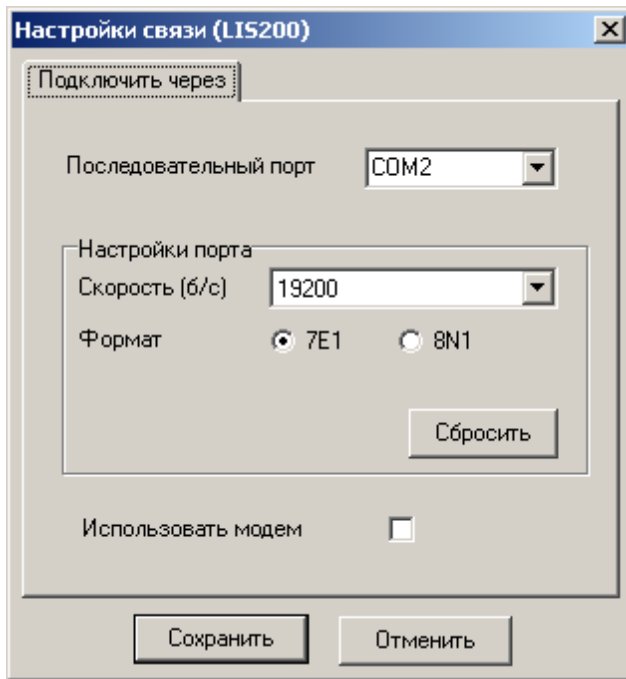 Настройки связи (LIS200)
Подключить через
Последовательный порт COM2
Настройки порта
Скорость (б/с) 19200
Формат 7E1 8N1
Сбросить
Использовать модем
Сохранить Отменить